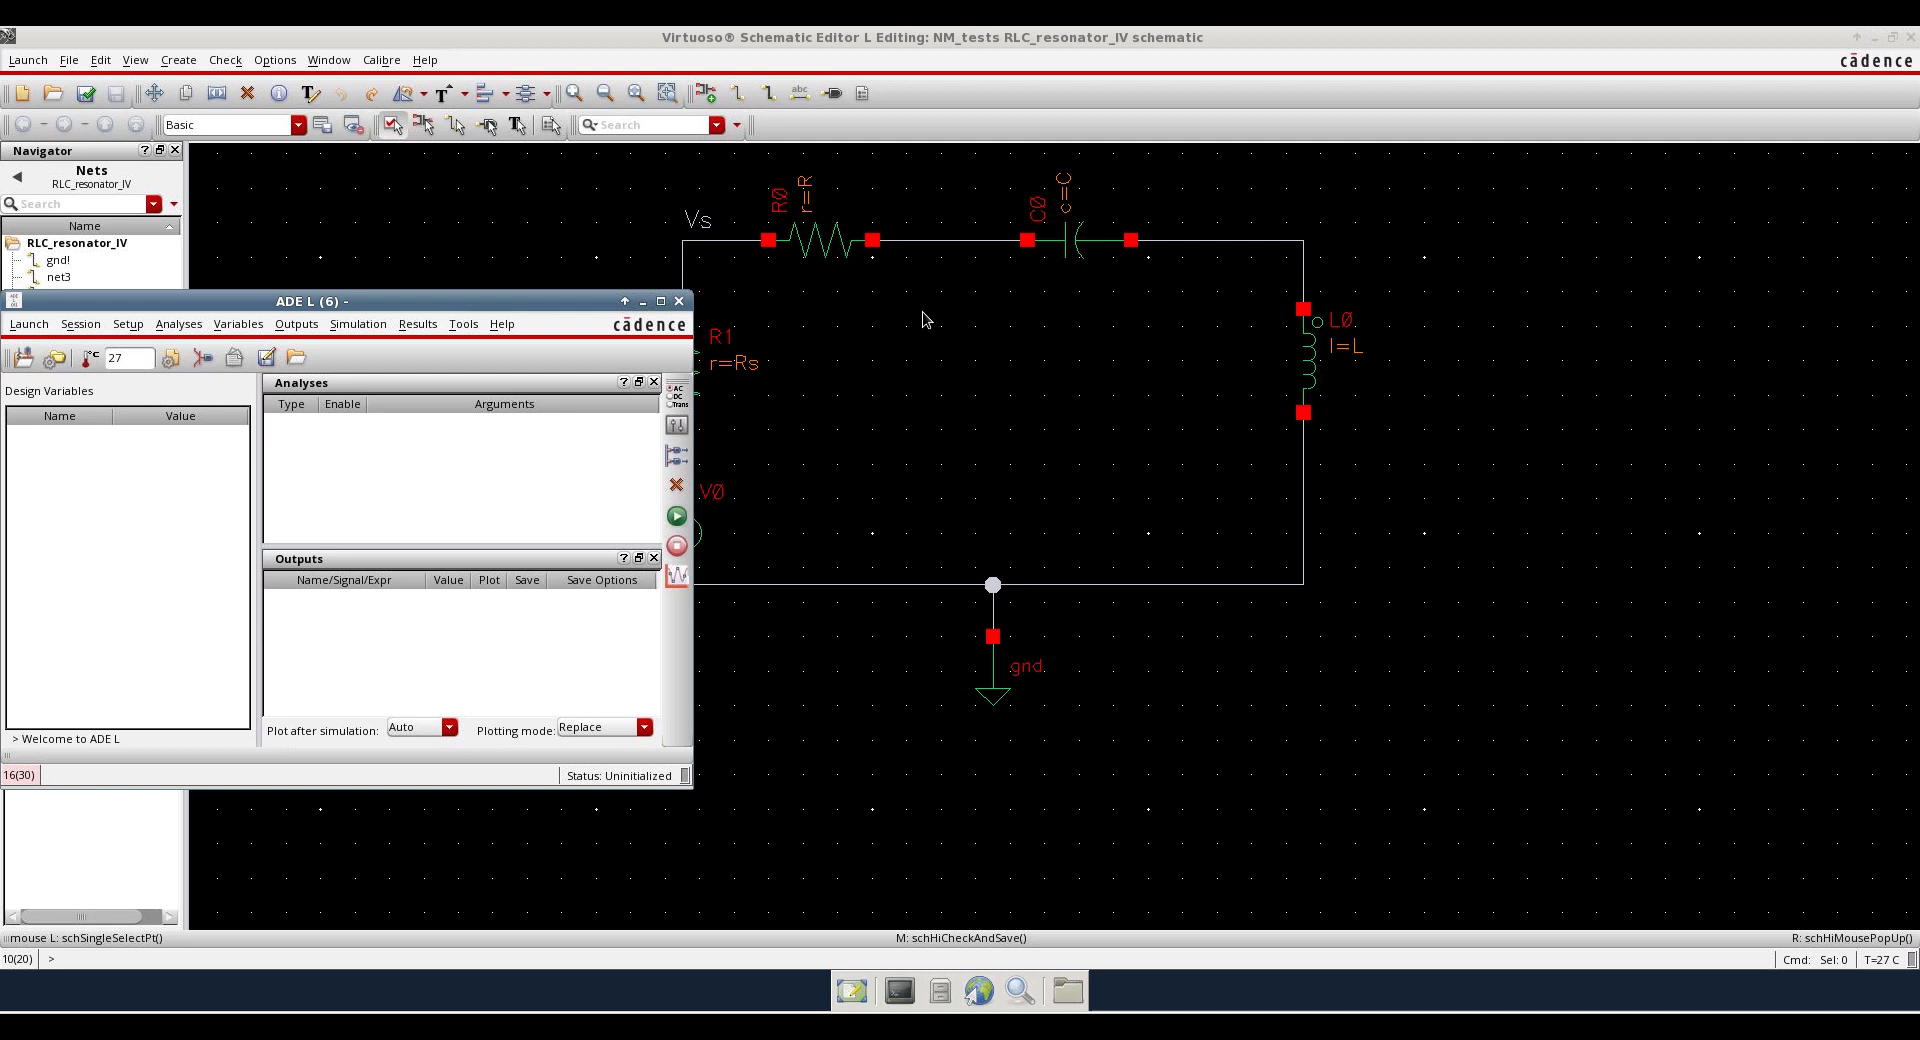 Virtuoso® Schematic Editor L Editing: NM_tests RLC_resonator_IV schematic
Launch File Edit View Create Check Options Window Calibre Help
cādence
Basic
Search
Navigator
Nets
RLC_resonator_IV
Search
Name
RLC_resonator_IV
gnd!
net3
Vs
R0
r=R
C0
c=C
L0
l=L
R1
r=Rs
V0
gnd
ADE L (6) -
Launch Session Setup Analyses Variables Outputs Simulation Results Tools Help
cādence
°C
27
Design Variables
Name Value
Analyses
Type Enable Arguments
AC
DC
Trans
Outputs
Name/Signal/Expr Value Plot Save Save Options
Plot after simulation: Auto Plotting mode: Replace
> Welcome to ADE L
16(30)
Status: Uninitialized
mouse L: schSingleSelectPt() M: schHiCheckAndSave() R: schHiMousePopUp()
10(20) > Cmd: Sel: 0 T=27 C